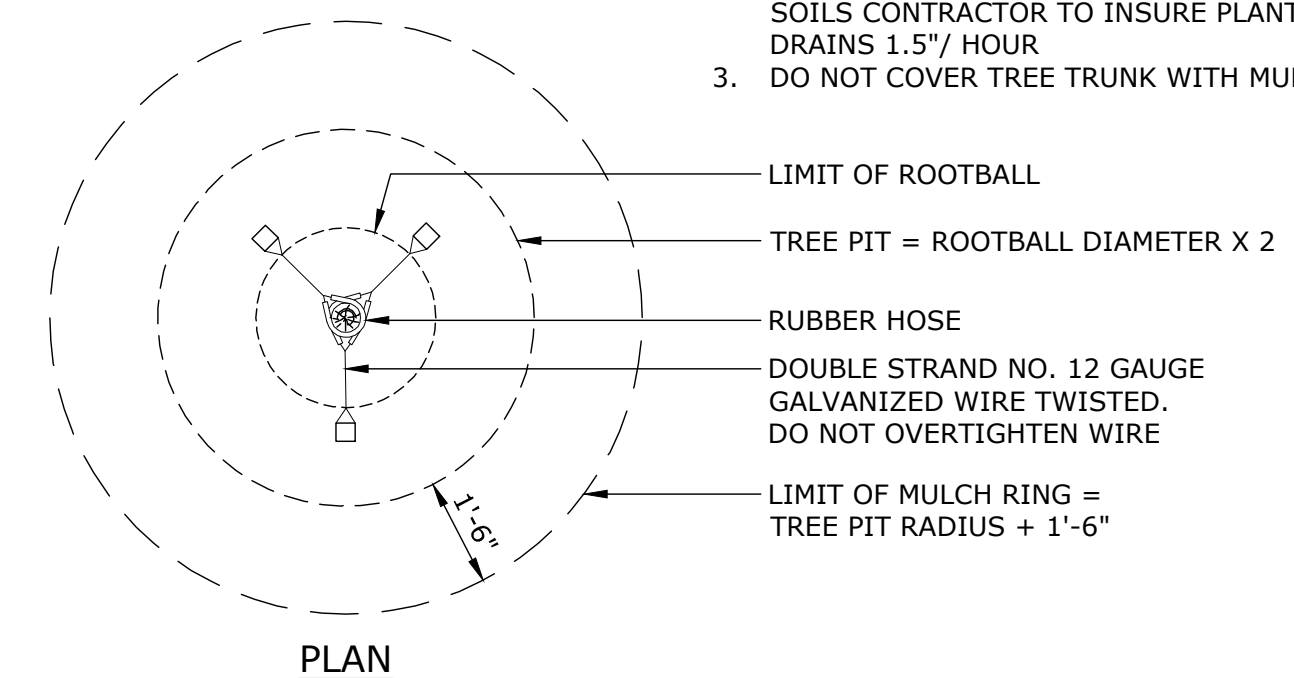 SOILS CONTRACTOR TO INSURE PLANT
DRAINS 1.5"/ HOUR
3. DO NOT COVER TREE TRUNK WITH
LIMIT OF ROOTBALL
TREE PIT = ROOTBALL DIAMETER X 2
RUBBER HOSE
DOUBLE STRAND NO. 12 GAUGE
GALVANIZED WIRE TWISTED.
DO NOT OVERTIGHTEN WIRE
LIMIT OF MULCH RING =
TREE PIT RADIUS + 1'-6"
1'-6"
PLAN